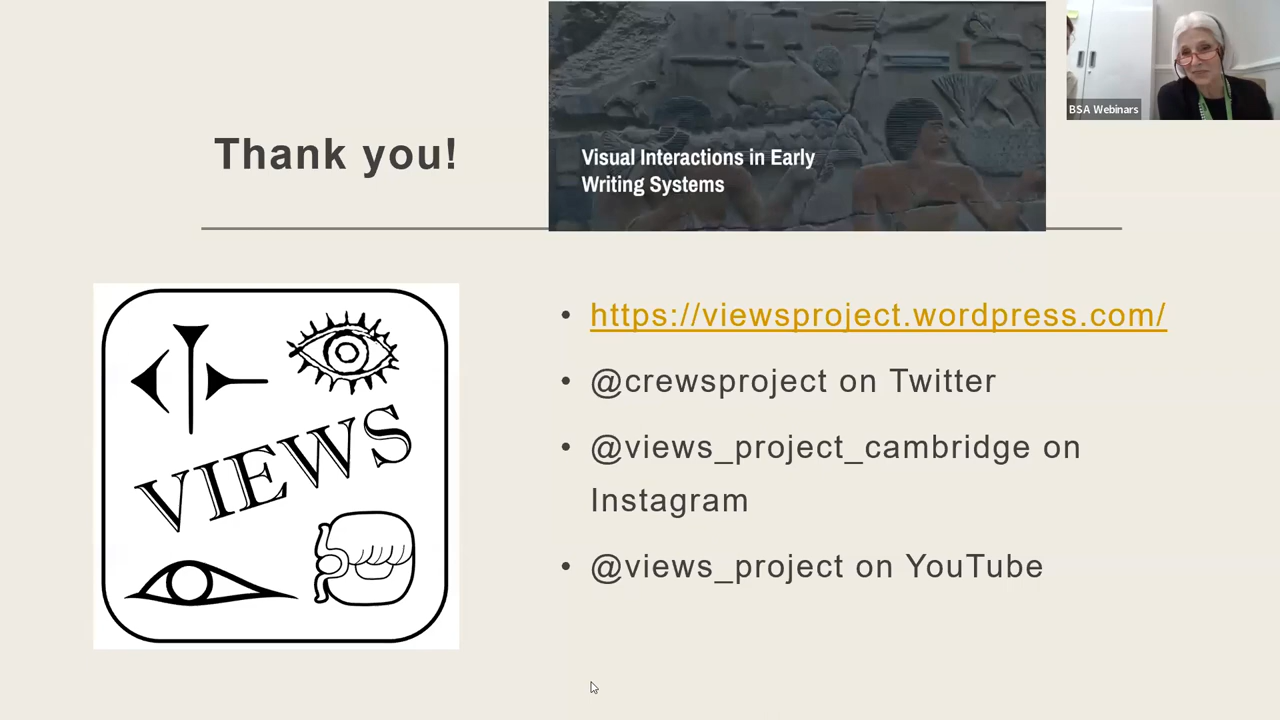 Thank you!
Visual Interactions in Early
Writing Systems
BSA Webinars
VIEWS
• https://viewsproject.wordpress.com/
• @crewsproject on Twitter
• @views_project_cambridge on
Instagram
• @views_project on YouTube